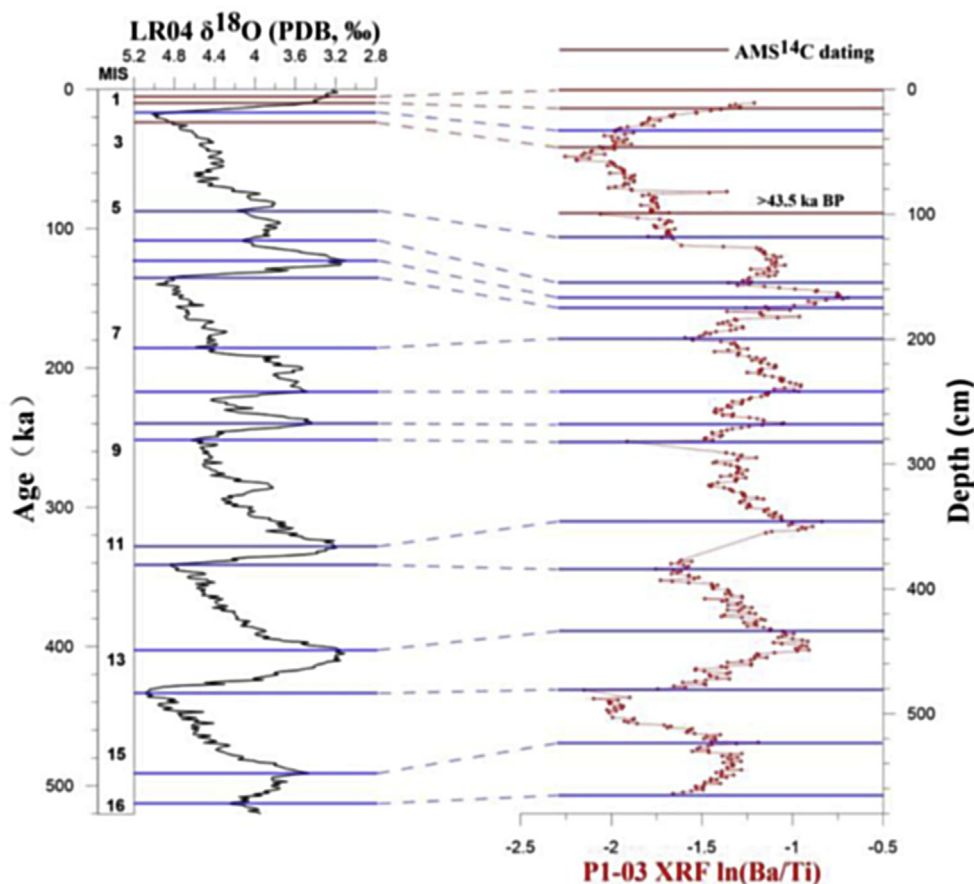 LR04 δ18O (PDB, ‰)
5.2 4.8 4.4 4 3.6 3.2 2.8
AMS14C dating
MIS
0
1
3
5
100
7
200
9
300
11
400
13
15
500
16
Age (ka)
0
>43.5 ka BP
100
200
300
400
500
Depth (cm)
-2.5 -2 -1.5 -1 -0.5
P1-03 XRF ln(Ba/Ti)